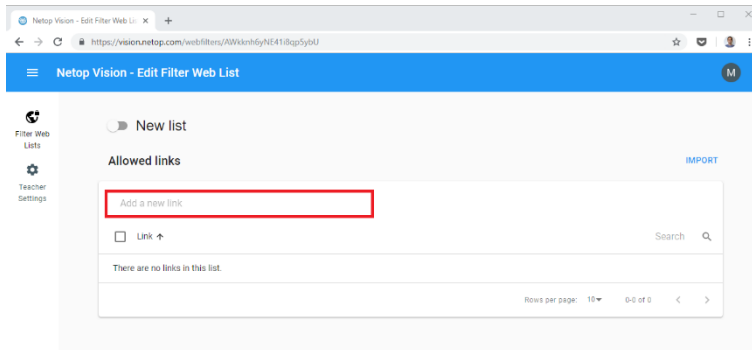 Netop Vision - Edit Filter Web Lis
https://vision.netop.com/webfilters/AWkknh6yNE41i8qp5ybU
Netop Vision - Edit Filter Web List
M
Filter Web
Lists
Teacher
Settings
New list
Allowed links
IMPORT
Add a new link
Link
Search
There are no links in this list.
Rows per page: 10 0-0 of 0